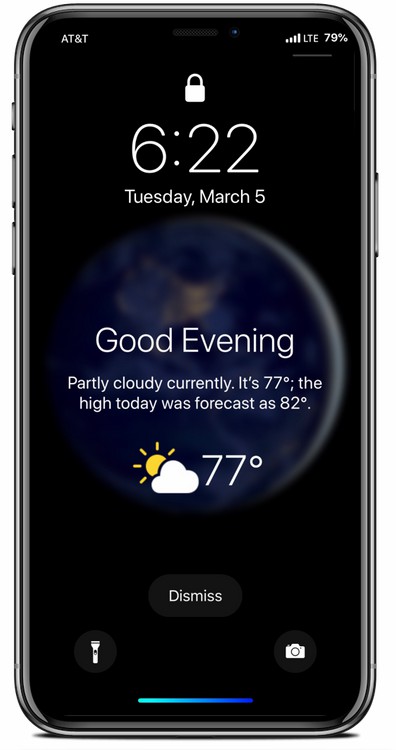 AT&T LTE 79%
6:22
Tuesday, March 5
Good Evening
Partly cloudy currently. It’s 77°; the
high today was forecast as 82°.
77°
Dismiss